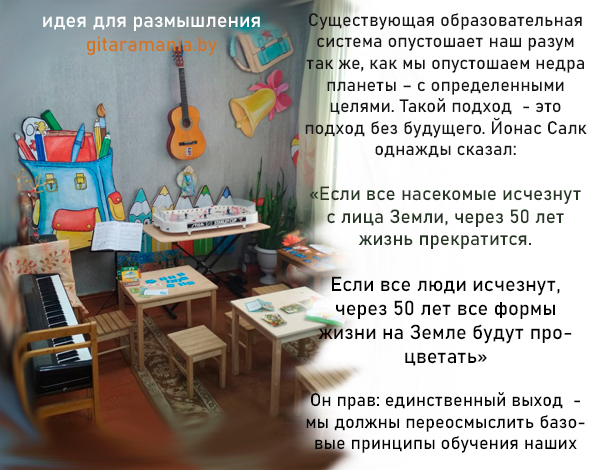 идея для размышления
gitaramania.by
Существующая образовательная
система опустошает наш разум
так же, как мы опустошаем недра
планеты – с определенными
целями. Такой подход - это
подход без будущего. Йонас Салк
однажды сказал:
«Если все насекомые исчезнут
с лица Земли, через 50 лет
жизнь прекратится.
Если все люди исчезнут,
через 50 лет все формы
жизни на Земле будут про-
цветать»
Он прав: единственный выход -
мы должны переосмыслить базо-
вые принципы обучения наших